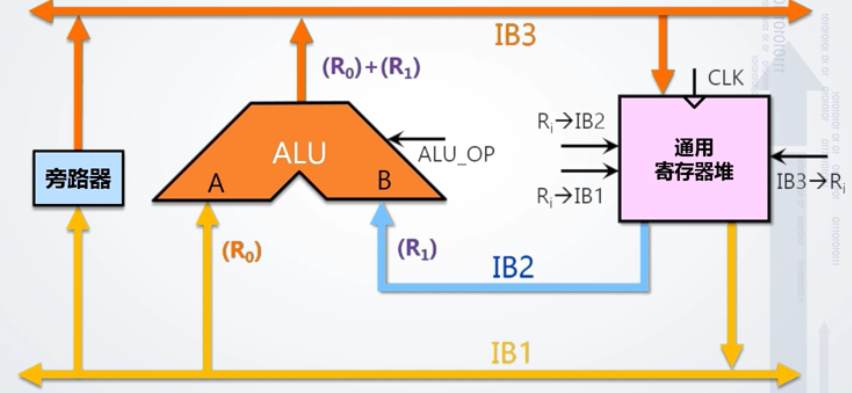 IB3
(R₀)+(R₁)
CLK
Rᵢ→IB2
ALU
ALU_OP
通用
寄存器堆
旁路器
A
B
Rᵢ→IB1
IB3→Rᵢ
(R₀)
(R₁)
IB2
IB1